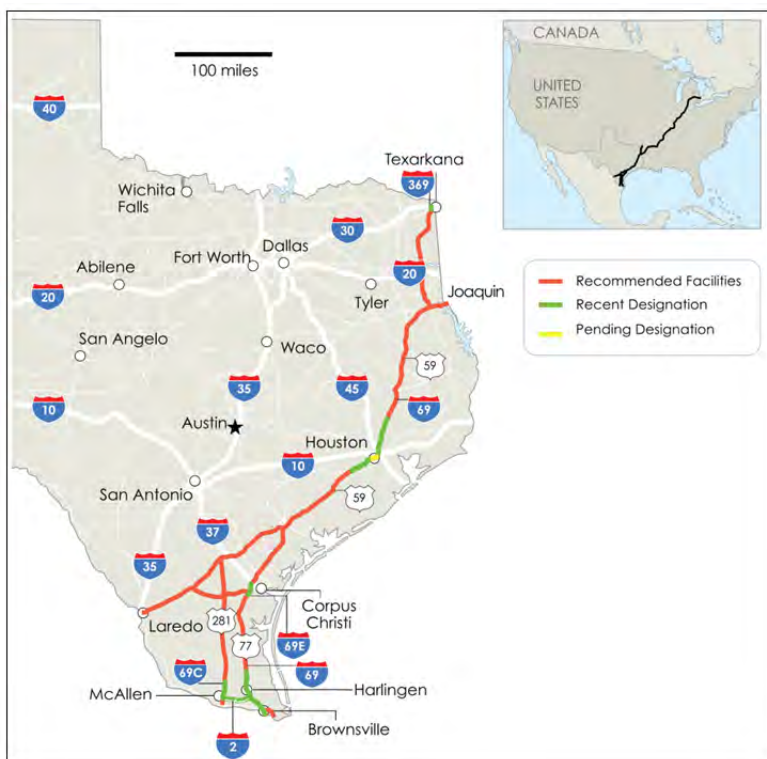 CANADA
UNITED
STATES
100 miles
40
Texarkana
369
Wichita
Falls
30
Fort Worth
Dallas
Abilene
20
Joaquin
20
Tyler
Recommended Facilities
Recent Designation
Pending Designation
San Angelo
Waco
59
35
45
69
10
Austin
Houston
10
San Antonio
59
37
35
Corpus
Christi
Laredo
281
77
69E
69C
69
McAllen
Harlingen
Brownsville
2